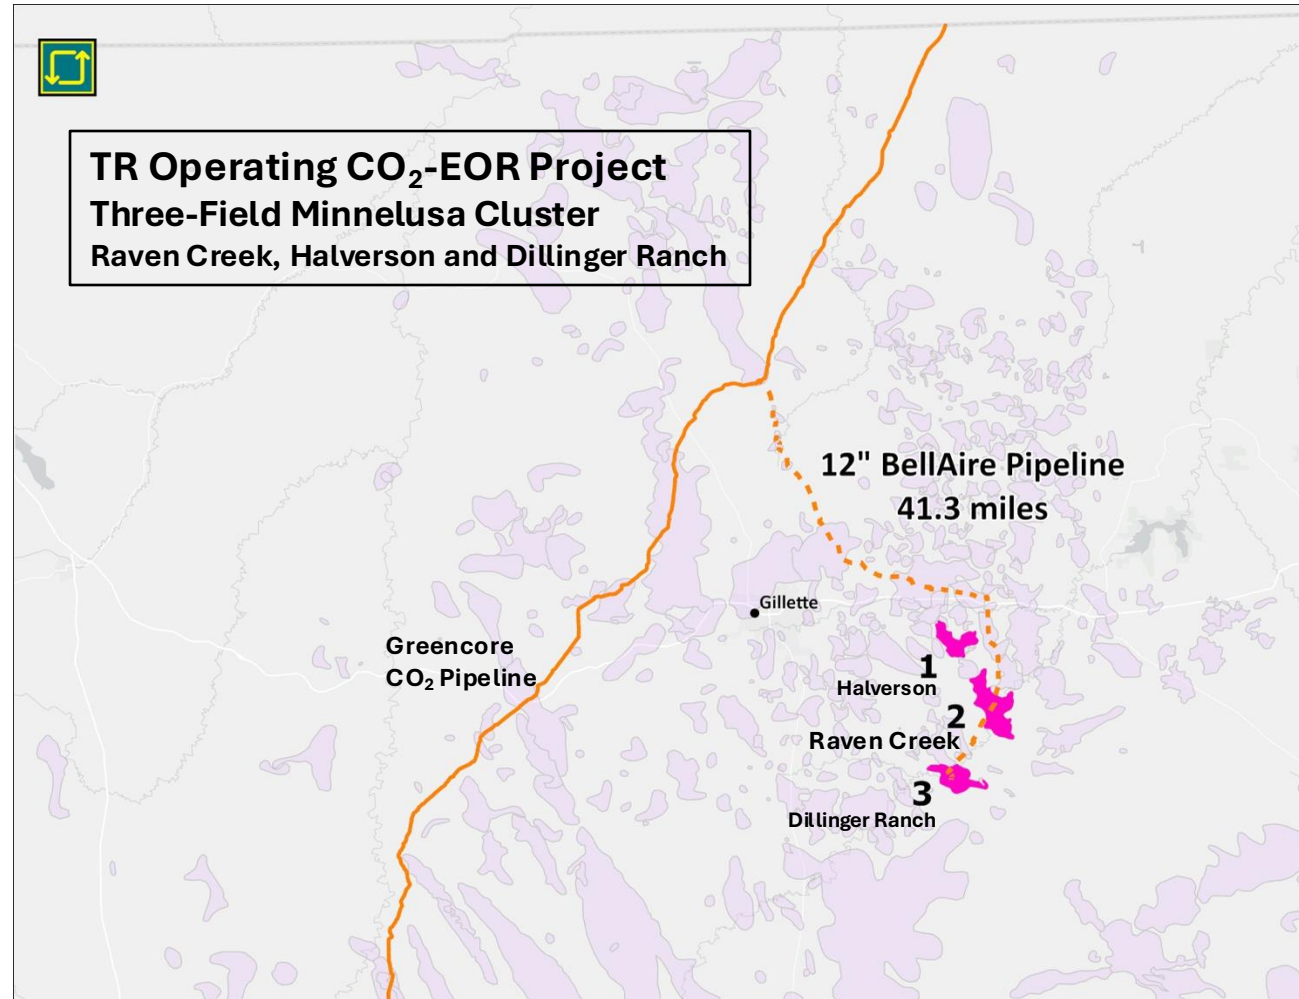 TR Operating CO₂-EOR Project
Three-Field Minnelusa Cluster
Raven Creek, Halverson and Dillinger Ranch
12" BellAire Pipeline
41.3 miles
Gillette
Greencore
CO₂ Pipeline
1
Halverson
2
Raven Creek
3
Dillinger Ranch